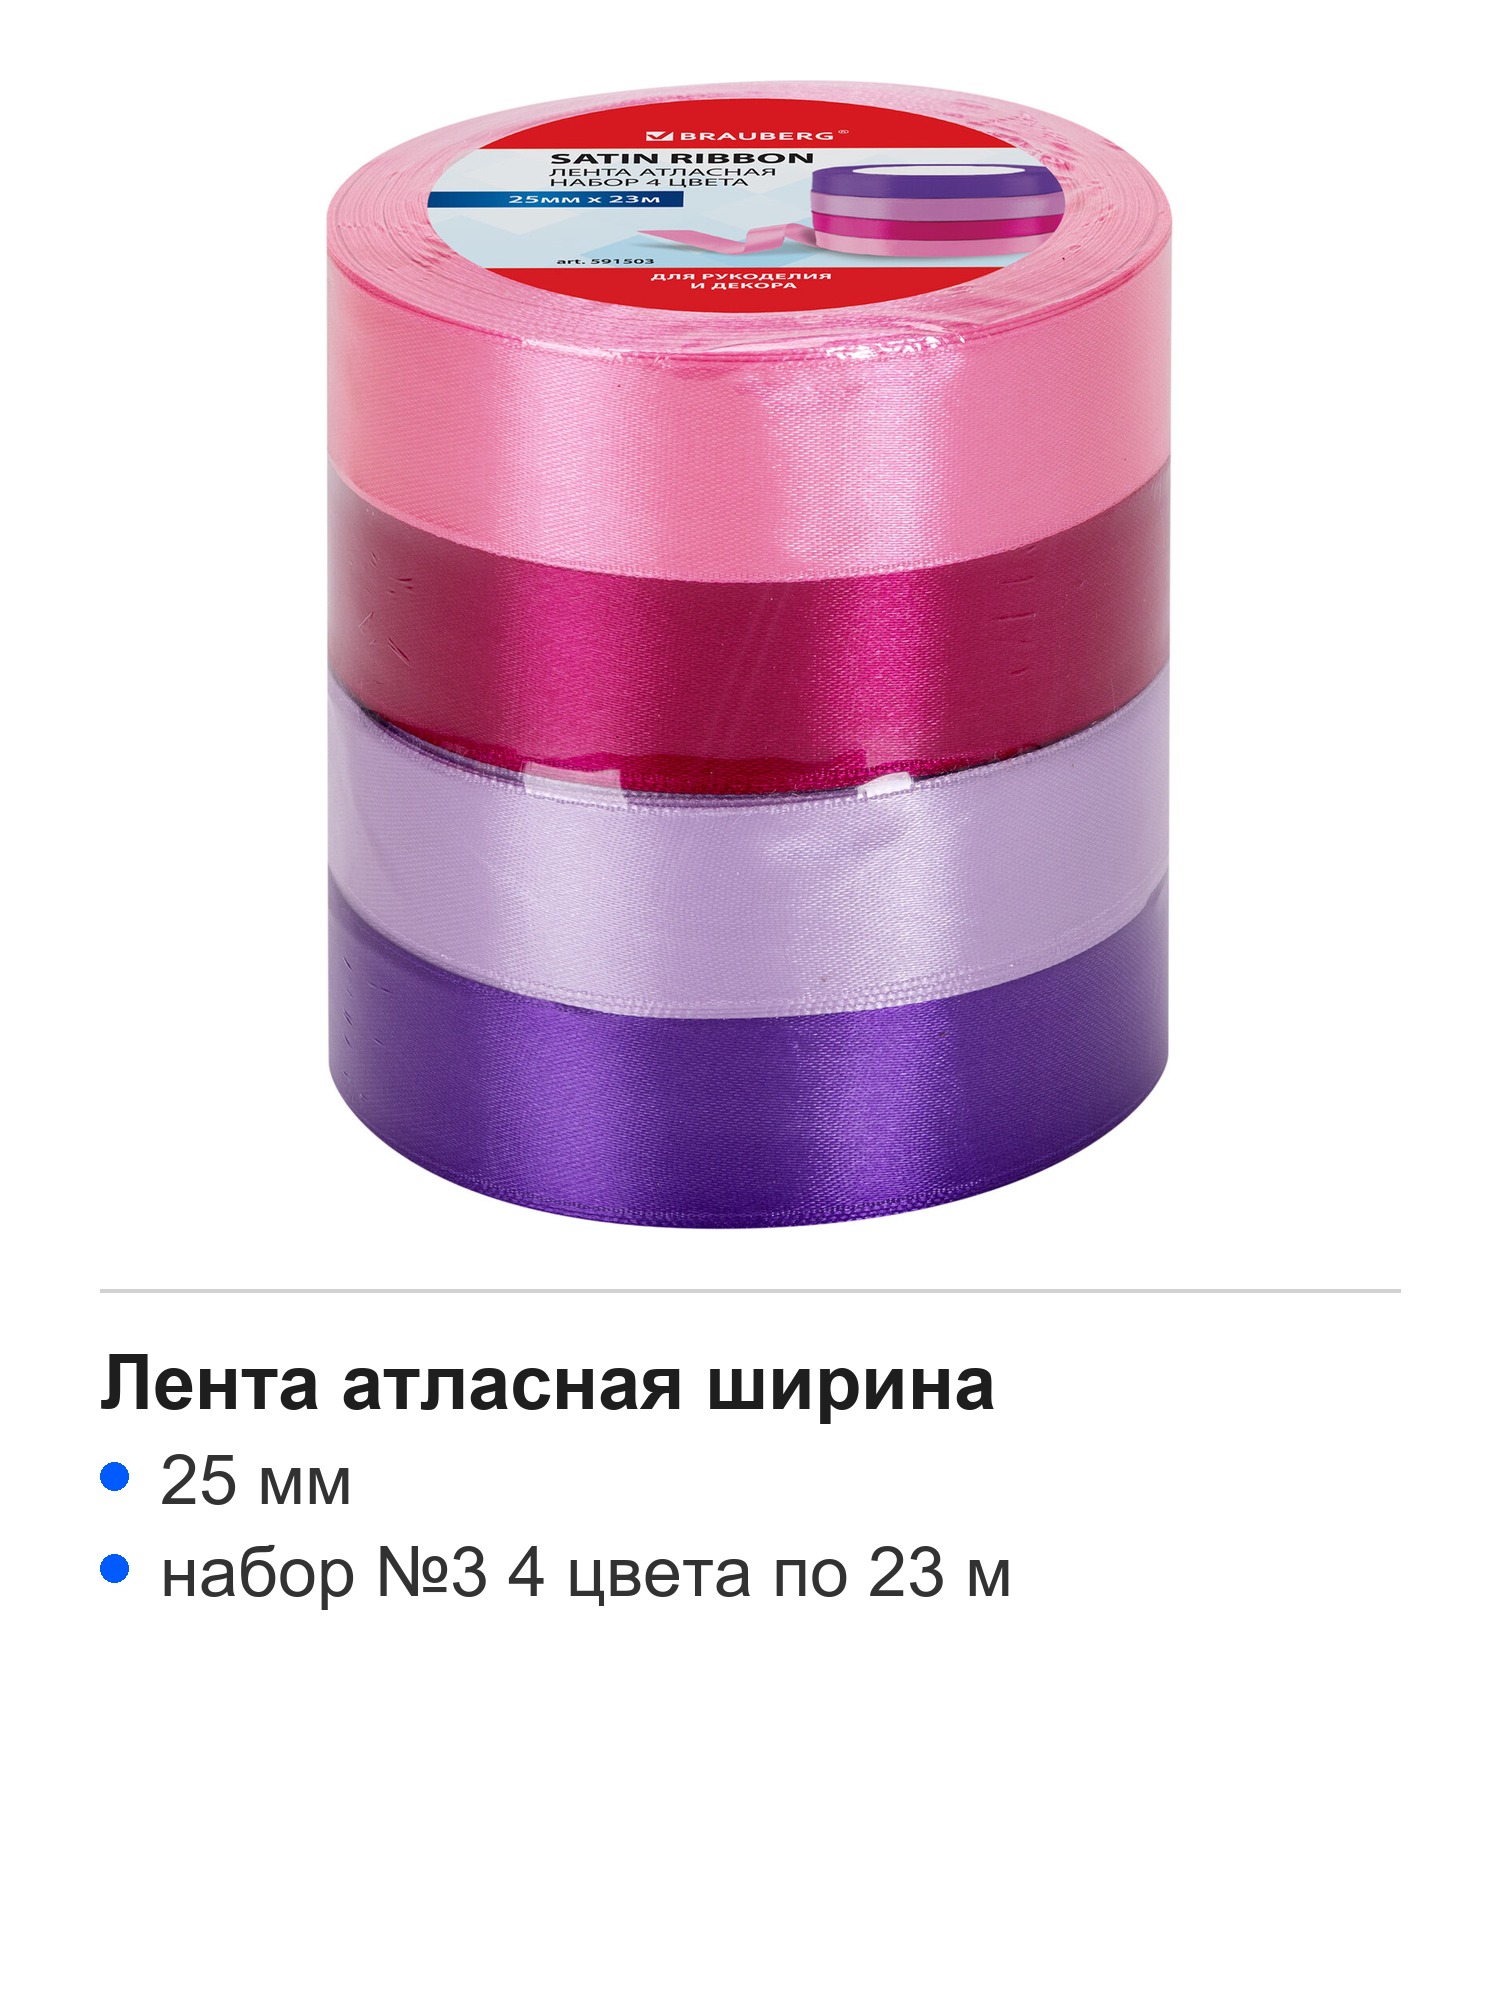 BRAUBERG®
SATIN RIBBON
ЛЕНТА АТЛАСНАЯ
НАБОР 4 ЦВЕТА
25мм x 23м
art. 591503
ДЛЯ РУКОДЕЛИЯ
И ДЕКОРА
Лента атласная ширина
25 мм
набор №3 4 цвета по 23 м